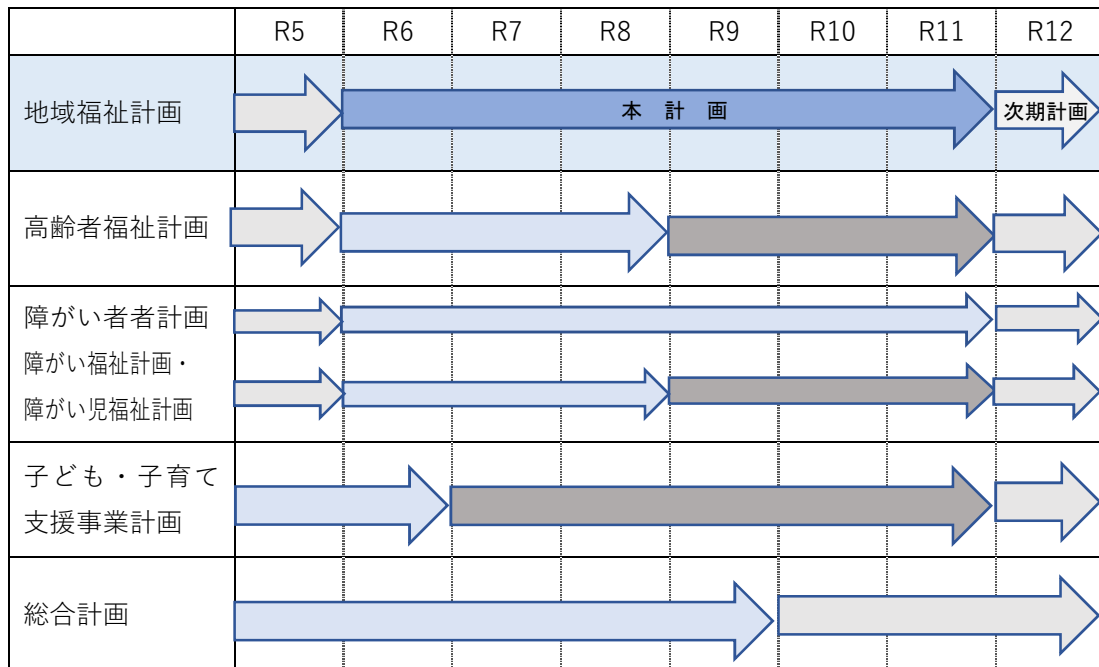 R5 R6 R7 R8 R9 R10 R11 R12
地域福祉計画
本 計 画
次期計画
高齢者福祉計画
障がい者者計画
障がい福祉計画・
障がい児福祉計画
子ども・子育て
支援事業計画
総合計画